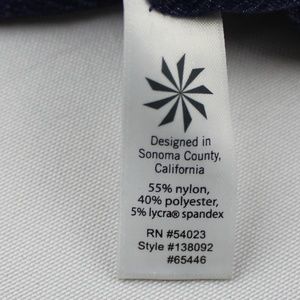 Designed in
Sonoma County,
California
55% nylon,
40% polyester,
5% lycra® spandex
RN #54023
Style #138092
#65446